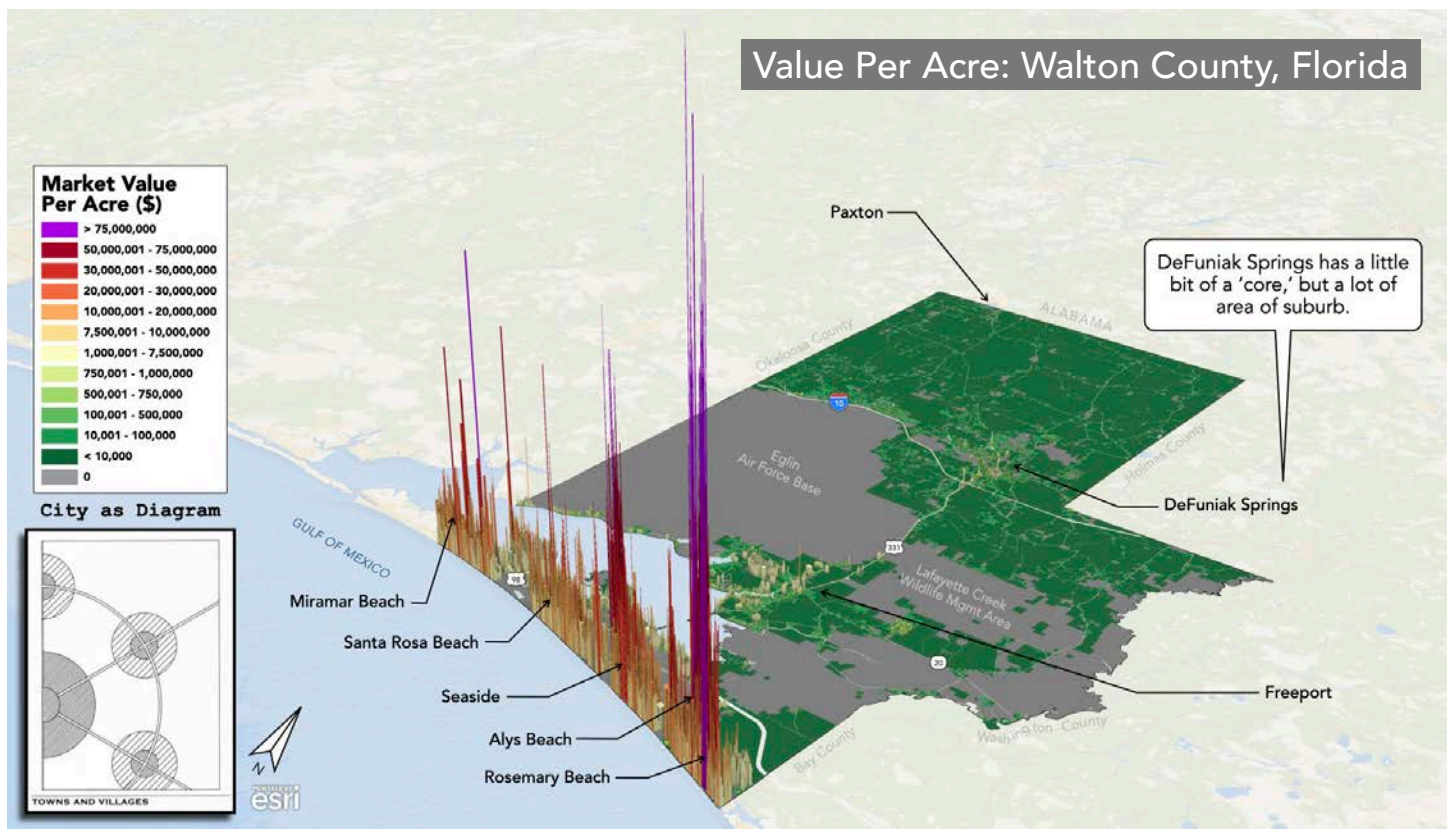 Value Per Acre: Walton County, Florida
Market Value
Per Acre ($)
> 75,000,000
50,000,001 - 75,000,000
30,000,001 - 50,000,000
20,000,001 - 30,000,000
10,000,001 - 20,000,000
7,500,001 - 10,000,000
1,000,001 - 7,500,000
750,001 - 1,000,000
500,001 - 750,000
100,001 - 500,000
10,001 - 100,000
< 10,000
0
City as Diagram
TOWNS AND VILLAGES
N
POWERED BY
esri
GULF OF MEXICO
Miramar Beach
Santa Rosa Beach
Seaside
Alys Beach
Rosemary Beach
98
Paxton
ALABAMA
Okaloosa County
10
Eglin
Air Force Base
DeFuniak Springs has a little
bit of a ‘core,’ but a lot of
area of suburb.
Holmes County
DeFuniak Springs
331
Lafayette Creek
Wildlife Mgmt Area
20
Freeport
Washington County
Bay County